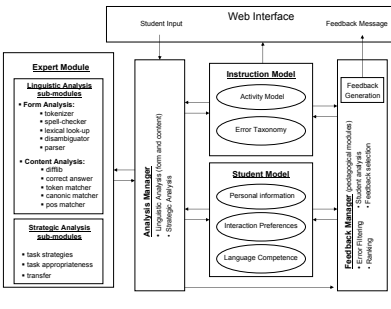 Web Interface
Student Input
Feedback Message
Expert Module
Linguistic Analysis
sub-modules
• Form Analysis:
• tokenizer
• spell-checker
• lexical look-up
• disambiguator
• parser
• Content Analysis:
• difflib
• correct answer
• token matcher
• canonic matcher
• pos matcher
Strategic Analysis
sub-modules
• task strategies
• task appropriateness
• transfer
Analysis Manager
• Linguistic Analysis (form and content)
• Strategic Analysis
Instruction Model
Activity Model
Error Taxonomy
Student Model
Personal information
Interaction Preferences
Language Competence
Feedback
Generation
Feedback Manager (pedagogical modules)
• Error Filtering
• Student analysis
• Ranking
• Feedback selection